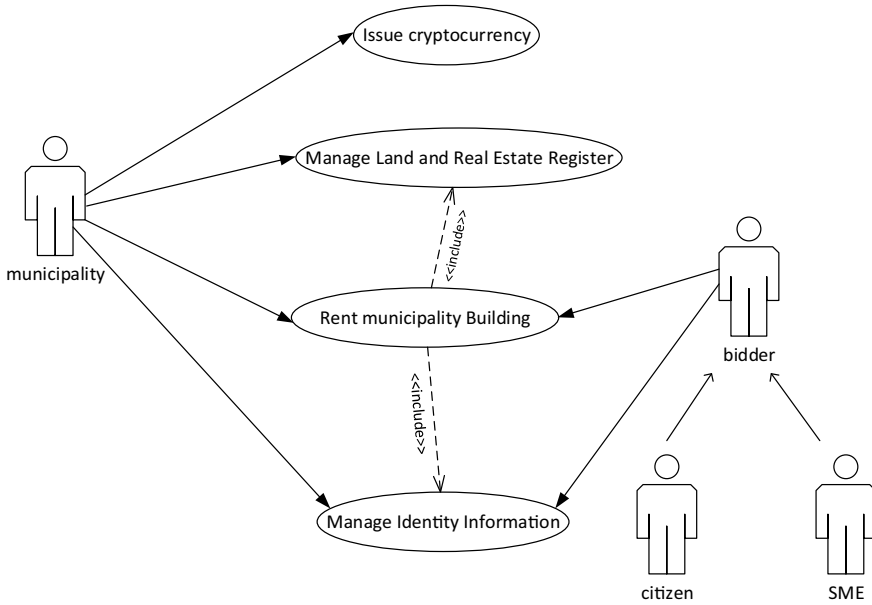 Issue cryptocurrency
Manage Land and Real Estate Register
<<include>>
municipality
Rent municipality Building
bidder
<<include>>
Manage Identity Information
citizen
SME